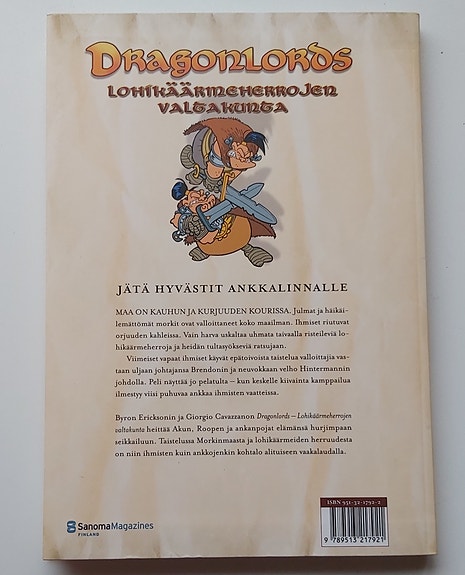 DRAGONLORDS
LOHIKÄÄRMEHERROJEN
VALTAKUNTA
JÄTÄ HYVÄSTIT ANKKALINNALLE
MAA ON KAUHUN JA KURJUUDEN KOURISSA. Julmat ja häikäi-
lemättömät morkit ovat valloittaneet koko maailman. Ihmiset riutuvat
orjuuden kahleissa. Vain harva uskaltaa uhmata taivaalla risteileviä lo-
hikäärmeherroja ja heidän tultasyökseviä ratsujaan.
Viimeiset vapaat ihmiset käyvät epätoivoista taistelua valloittajia vas-
taan uljaan johtajansa Brendonin ja neuvokkaan velho Hintermannin
johdolla. Peli näyttää jo pelatulta – kun keskelle kiivainta kamppailua
ilmestyy viisi puhuvaa ankkaa ihmisten vaatteissa.
Byron Ericksonin ja Giorgio Cavazzanon Dragonlords – Lohikäärmeherrojen
valtakunta heittää Akun, Roopen ja ankanpojat elämänsä hurjimpaan
seikkailuun. Taistelussa Morkinmaasta ja lohikäärmeiden herruudesta
on niin ihmisten kuin ankkojenkin kohtalo alituiseen vaakalaudalla.
ISBN 951-32-1792-2
9 789513 217921
SanomaMagazines
FINLAND